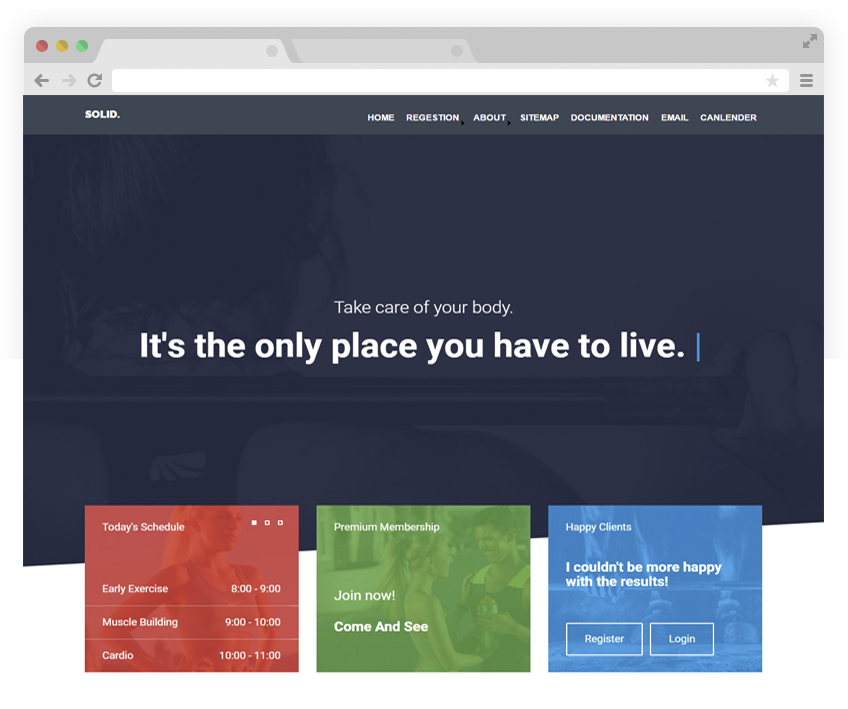 SOLID.
HOME REGESTION ABOUT SITEMAP DOCUMENTATION EMAIL CANLENDER
Take care of your body.
It's the only place you have to live. |
Today's Schedule
Early Exercise 8:00 - 9:00
Muscle Building 9:00 - 10:00
Cardio 10:00 - 11:00
Premium Membership
Join now!
Come And See
Happy Clients
I couldn't be more happy
with the results!
Register Login